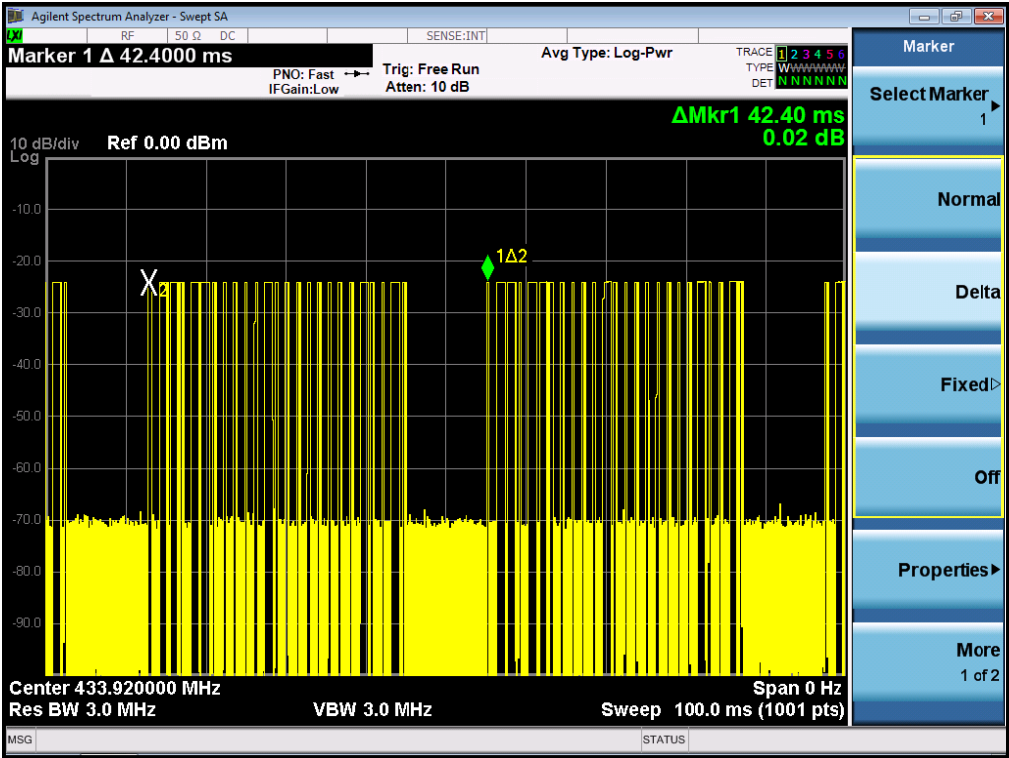 Agilent Spectrum Analyzer - Swept SA
LXI
RF
50 Ω
DC
SENSE:INT
Marker 1 Δ 42.4000 ms
PNO: Fast
IFGain:Low
Trig: Free Run
Atten: 10 dB
Avg Type: Log-Pwr
TRACE 1 2 3 4 5 6
TYPE WWWWWW
DET N N N N N N
ΔMkr1 42.40 ms
0.02 dB
10 dB/div
Log
Ref 0.00 dBm
-10.0
-20.0
-30.0
-40.0
-50.0
-60.0
-70.0
-80.0
-90.0
X2
1Δ2
Center 433.920000 MHz
Span 0 Hz
Res BW 3.0 MHz
VBW 3.0 MHz
Sweep 100.0 ms (1001 pts)
MSG
STATUS
Marker
Select Marker
1
Normal
Delta
Fixed
Off
Properties
More
1 of 2